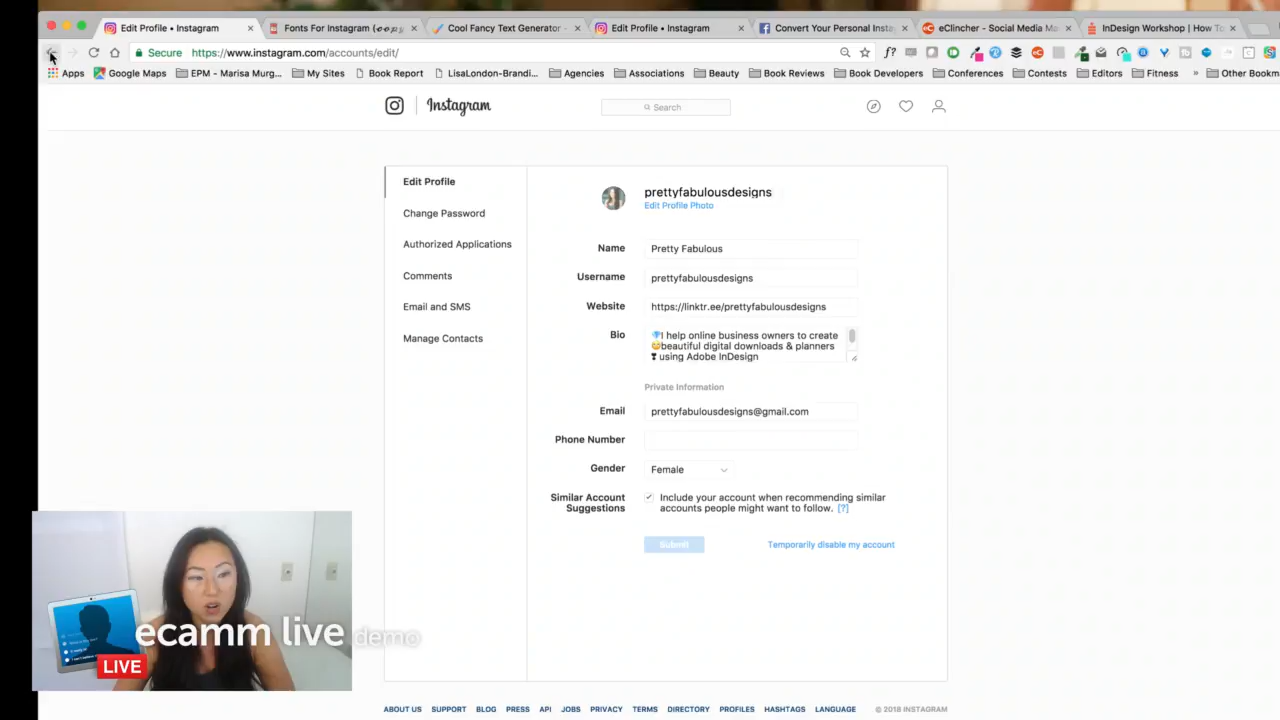 Edit Profile • Instagram
Fonts For Instagram
Cool Fancy Text Generator -
Edit Profile • Instagram
Convert Your Personal Insta
eClincher - Social Media Ma
InDesign Workshop | How To
Secure
https://www.instagram.com/accounts/edit/
Apps
Google Maps
EPM - Marisa Murg...
My Sites
Book Report
LisaLondon-Brandi...
Agencies
Associations
Beauty
Book Reviews
Book Developers
Conferences
Contests
Editors
Fitness
»
Other Bookm
Instagram
Search
Edit Profile
Change Password
Authorized Applications
Comments
Email and SMS
Manage Contacts
prettyfabulousdesigns
Edit Profile Photo
Name Pretty Fabulous
Username prettyfabulousdesigns
Website https://linktr.ee/prettyfabulousdesigns
Bio 💎I help online business owners to create
😊beautiful digital downloads & planners
❣ using Adobe InDesign
Private Information
Email prettyfabulousdesigns@gmail.com
Phone Number
Gender Female
Similar Account
Suggestions
Include your account when recommending similar
accounts people might want to follow. [?]
Submit
Temporarily disable my account
ecamm live demo
LIVE
ABOUT US SUPPORT BLOG PRESS API JOBS PRIVACY TERMS DIRECTORY PROFILES HASHTAGS LANGUAGE © 2018 INSTAGRAM